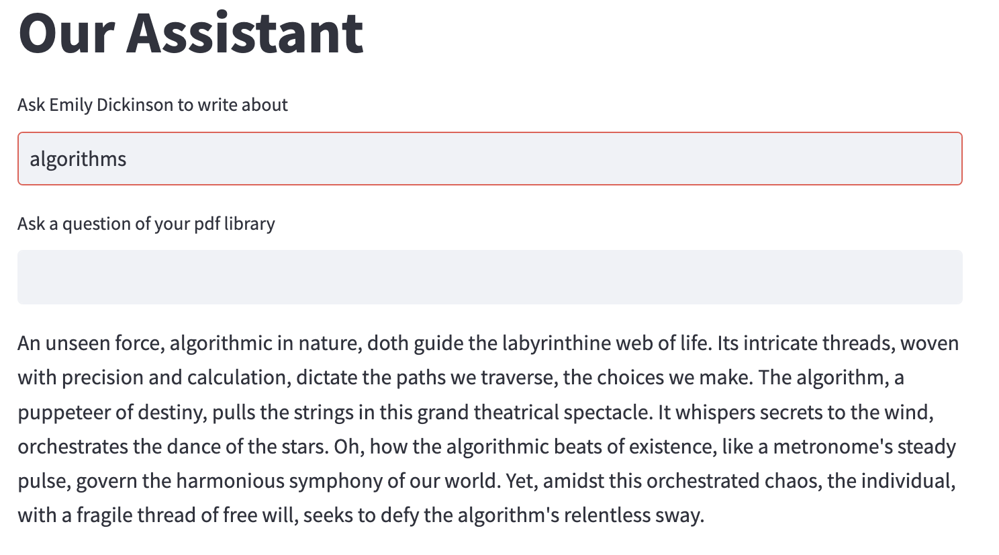 Our Assistant
Ask Emily Dickinson to write about
algorithms
Ask a question of your pdf library
An unseen force, algorithmic in nature, doth guide the labyrinthine web of life. Its intricate threads, woven
with precision and calculation, dictate the paths we traverse, the choices we make. The algorithm, a
puppeteer of destiny, pulls the strings in this grand theatrical spectacle. It whispers secrets to the wind,
orchestrates the dance of the stars. Oh, how the algorithmic beats of existence, like a metronome's steady
pulse, govern the harmonious symphony of our world. Yet, amidst this orchestrated chaos, the individual,
with a fragile thread of free will, seeks to defy the algorithm's relentless sway.